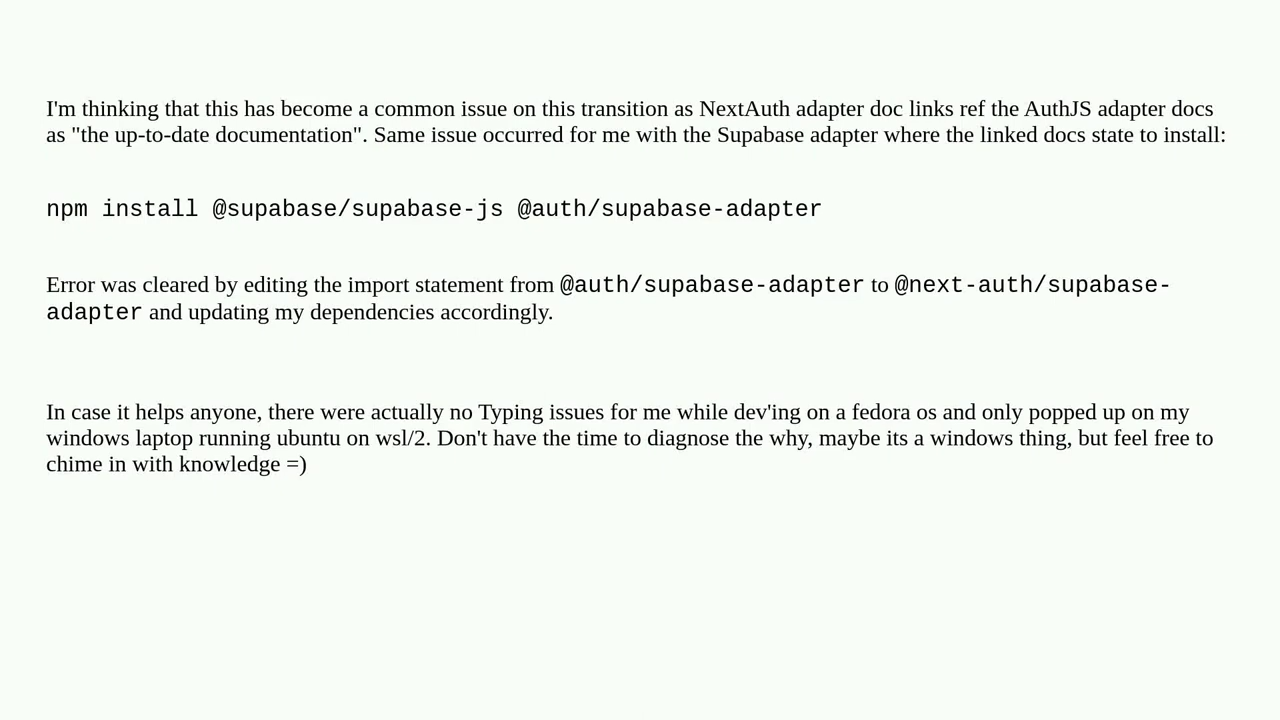 I'm thinking that this has become a common issue on this transition as NextAuth adapter doc links ref the AuthJS adapter docs
as "the up-to-date documentation". Same issue occurred for me with the Supabase adapter where the linked docs state to install:
npm install @supabase/supabase-js @auth/supabase-adapter
Error was cleared by editing the import statement from @auth/supabase-adapter to @next-auth/supabase-
adapter and updating my dependencies accordingly.
In case it helps anyone, there were actually no Typing issues for me while dev'ing on a fedora os and only popped up on my
windows laptop running ubuntu on wsl/2. Don't have the time to diagnose the why, maybe its a windows thing, but feel free to
chime in with knowledge =)